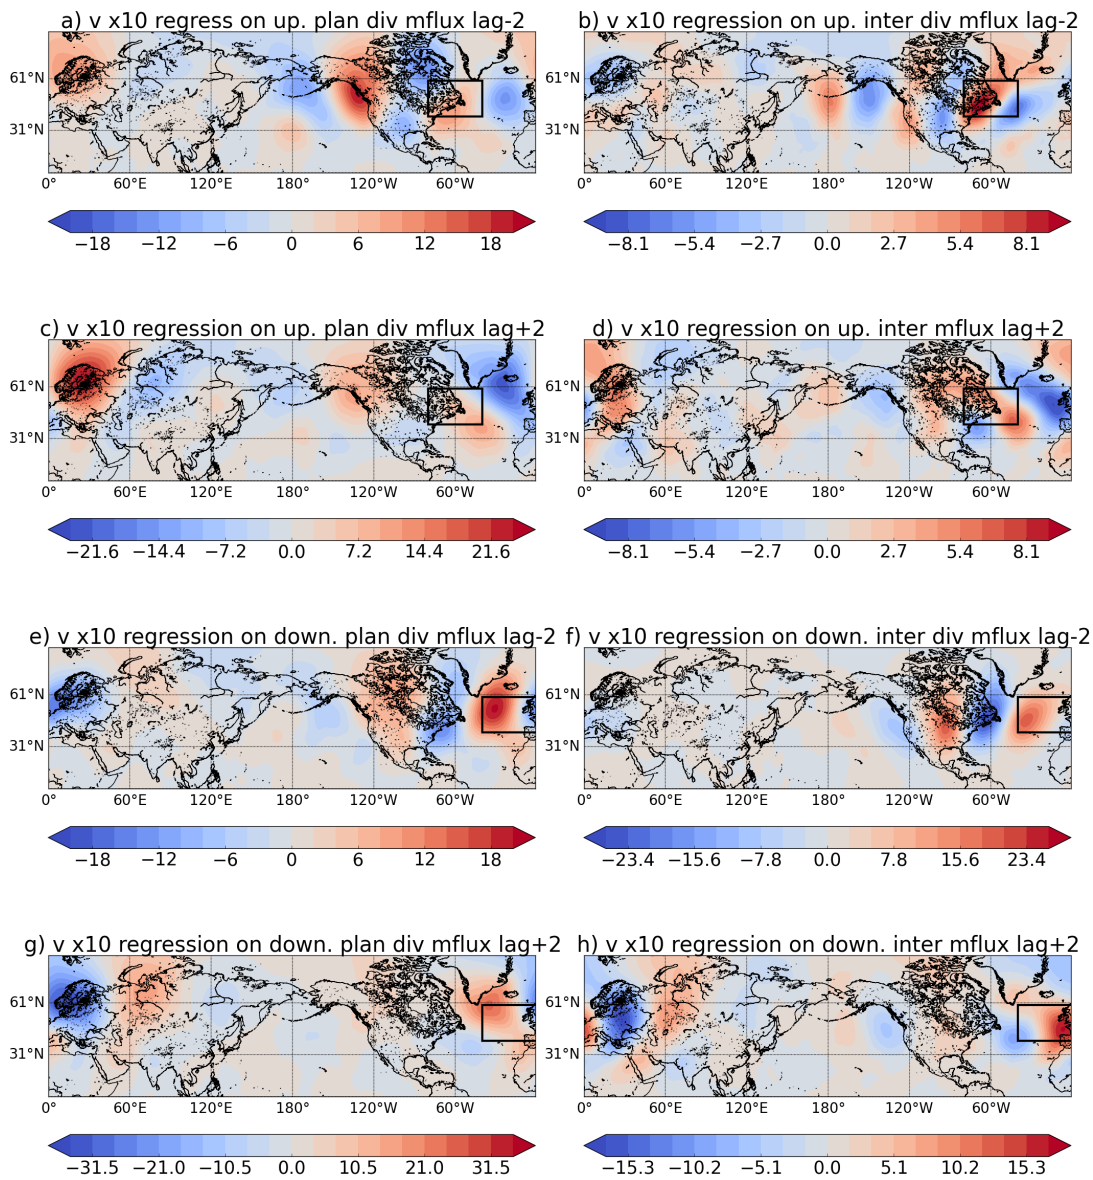 a) v x10 regress on up. plan div mflux lag-2
b) v x10 regression on up. inter div mflux lag-2
61°N 61°N
31°N 31°N
0° 60°E 120°E 180° 120°W 60°W
0° 60°E 120°E 180° 120°W 60°W
−18 −12 −6 0 6 12 18
−8.1 −5.4 −2.7 0.0 2.7 5.4 8.1
c) v x10 regression on up. plan div mflux lag+2
d) v x10 regression on up. inter mflux lag+2
61°N 61°N
31°N 31°N
0° 60°E 120°E 180° 120°W 60°W
0° 60°E 120°E 180° 120°W 60°W
−21.6 −14.4 −7.2 0.0 7.2 14.4 21.6
−8.1 −5.4 −2.7 0.0 2.7 5.4 8.1
e) v x10 regression on down. plan div mflux lag-2
f) v x10 regression on down. inter div mflux lag-2
61°N 61°N
31°N 31°N
0° 60°E 120°E 180° 120°W 60°W
0° 60°E 120°E 180° 120°W 60°W
−18 −12 −6 0 6 12 18
−23.4 −15.6 −7.8 0.0 7.8 15.6 23.4
g) v x10 regression on down. plan div mflux lag+2
h) v x10 regression on down. inter mflux lag+2
61°N 61°N
31°N 31°N
0° 60°E 120°E 180° 120°W 60°W
0° 60°E 120°E 180° 120°W 60°W
−31.5 −21.0 −10.5 0.0 10.5 21.0 31.5
−15.3 −10.2 −5.1 0.0 5.1 10.2 15.3